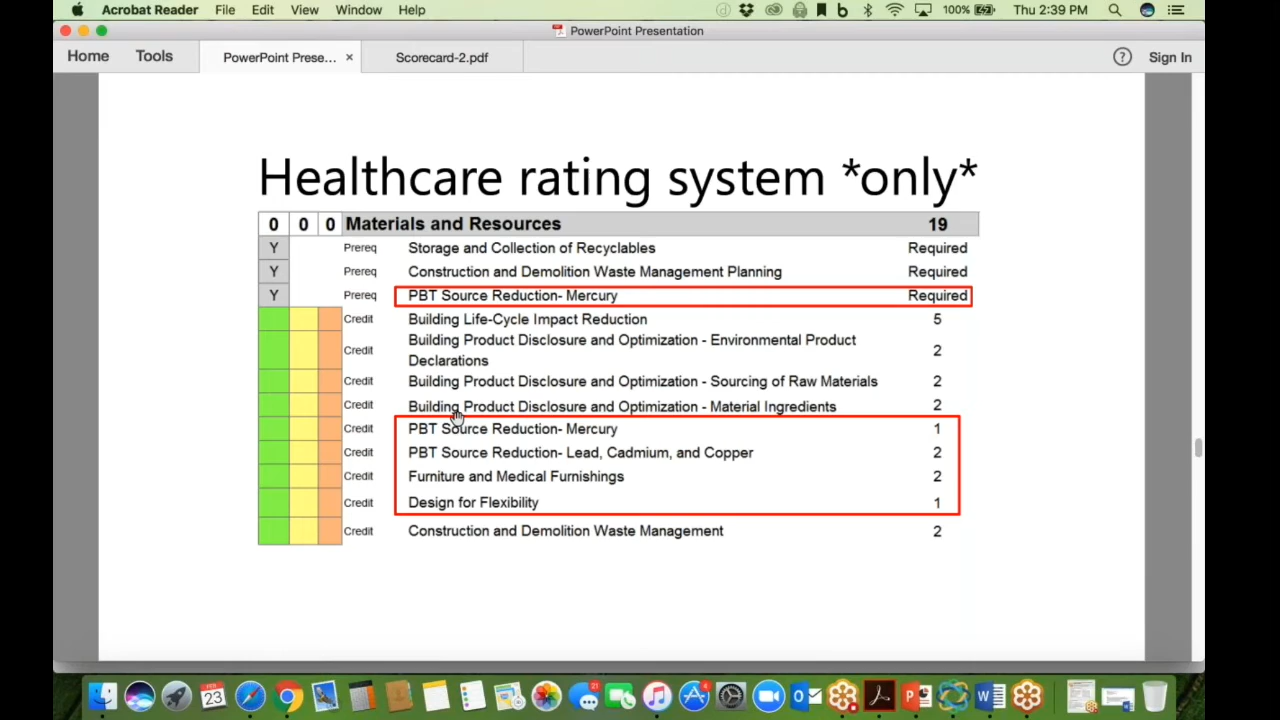 Acrobat Reader File Edit View Window Help 100% Thu 2:39 PM
PowerPoint Presentation
Home Tools PowerPoint Prese... × Scorecard-2.pdf ? Sign In
Healthcare rating system *only*
0 0 0 Materials and Resources 19
Y Prereq Storage and Collection of Recyclables Required
Y Prereq Construction and Demolition Waste Management Planning Required
Y Prereq PBT Source Reduction- Mercury Required
Credit Building Life-Cycle Impact Reduction 5
Credit Building Product Disclosure and Optimization - Environmental Product
Declarations 2
Credit Building Product Disclosure and Optimization - Sourcing of Raw Materials 2
Credit Building Product Disclosure and Optimization - Material Ingredients 2
Credit PBT Source Reduction- Mercury 1
Credit PBT Source Reduction- Lead, Cadmium, and Copper 2
Credit Furniture and Medical Furnishings 2
Credit Design for Flexibility 1
Credit Construction and Demolition Waste Management 2
FEB
23 21